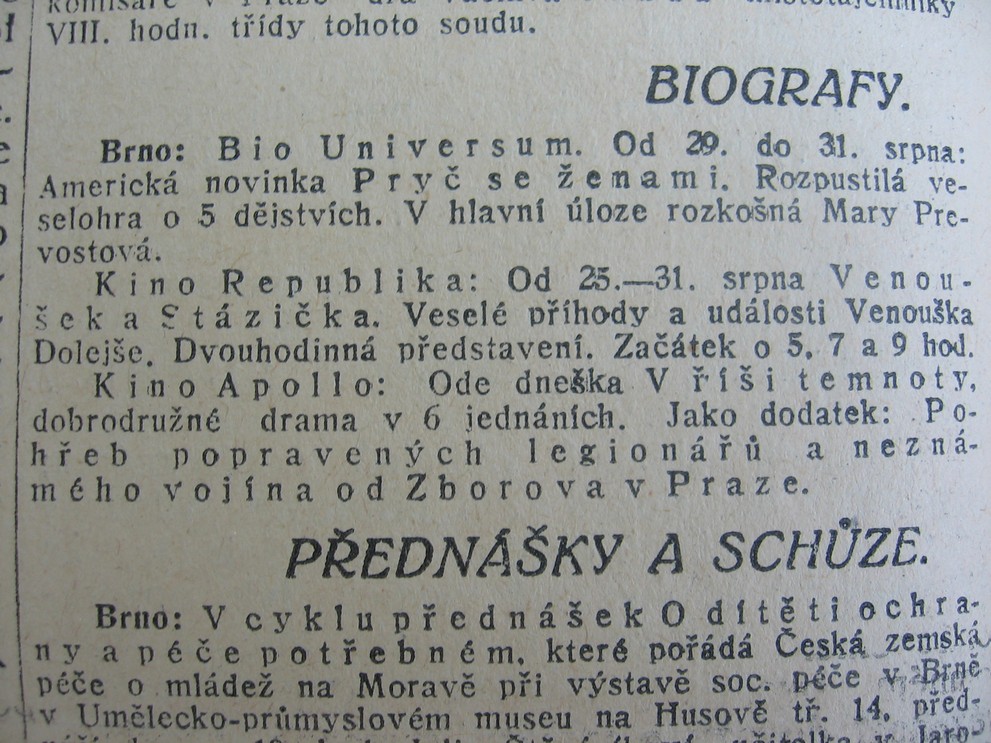 komisaře v Praze
VIII. hodn. třídy tohoto soudu.
BIOGRAFY.
Brno: Bio Universum. Od 29. do 31. srpna:
Americká novinka Pryč se ženami. Rozpustilá ve-
selohra o 5 dějstvích. V hlavní úloze rozkošná Mary Pre-
vostová.
Kino Republika: Od 25.—31. srpna Venou-
šek a Stázička. Veselé příhody a události Venouška
Dolejše. Dvouhodinná představení. Začátek o 5, 7 a 9 hod.
Kino Apollo: Ode dneška V říši temnoty,
dobrodružné drama v 6 jednáních. Jako dodatek: Po-
hřeb popravených legionářů a nezná-
mého vojína od Zborova v Praze.
PŘEDNÁŠKY A SCHŮZE.
Brno: V cyklu přednášek O dítěti ochra-
ny a péče potřebném, které pořádá Česká zemská
péče o mládež na Moravě při výstavě soc. péče v Brně
v Umělecko-průmyslovém museu na Husově tř. 14, před-